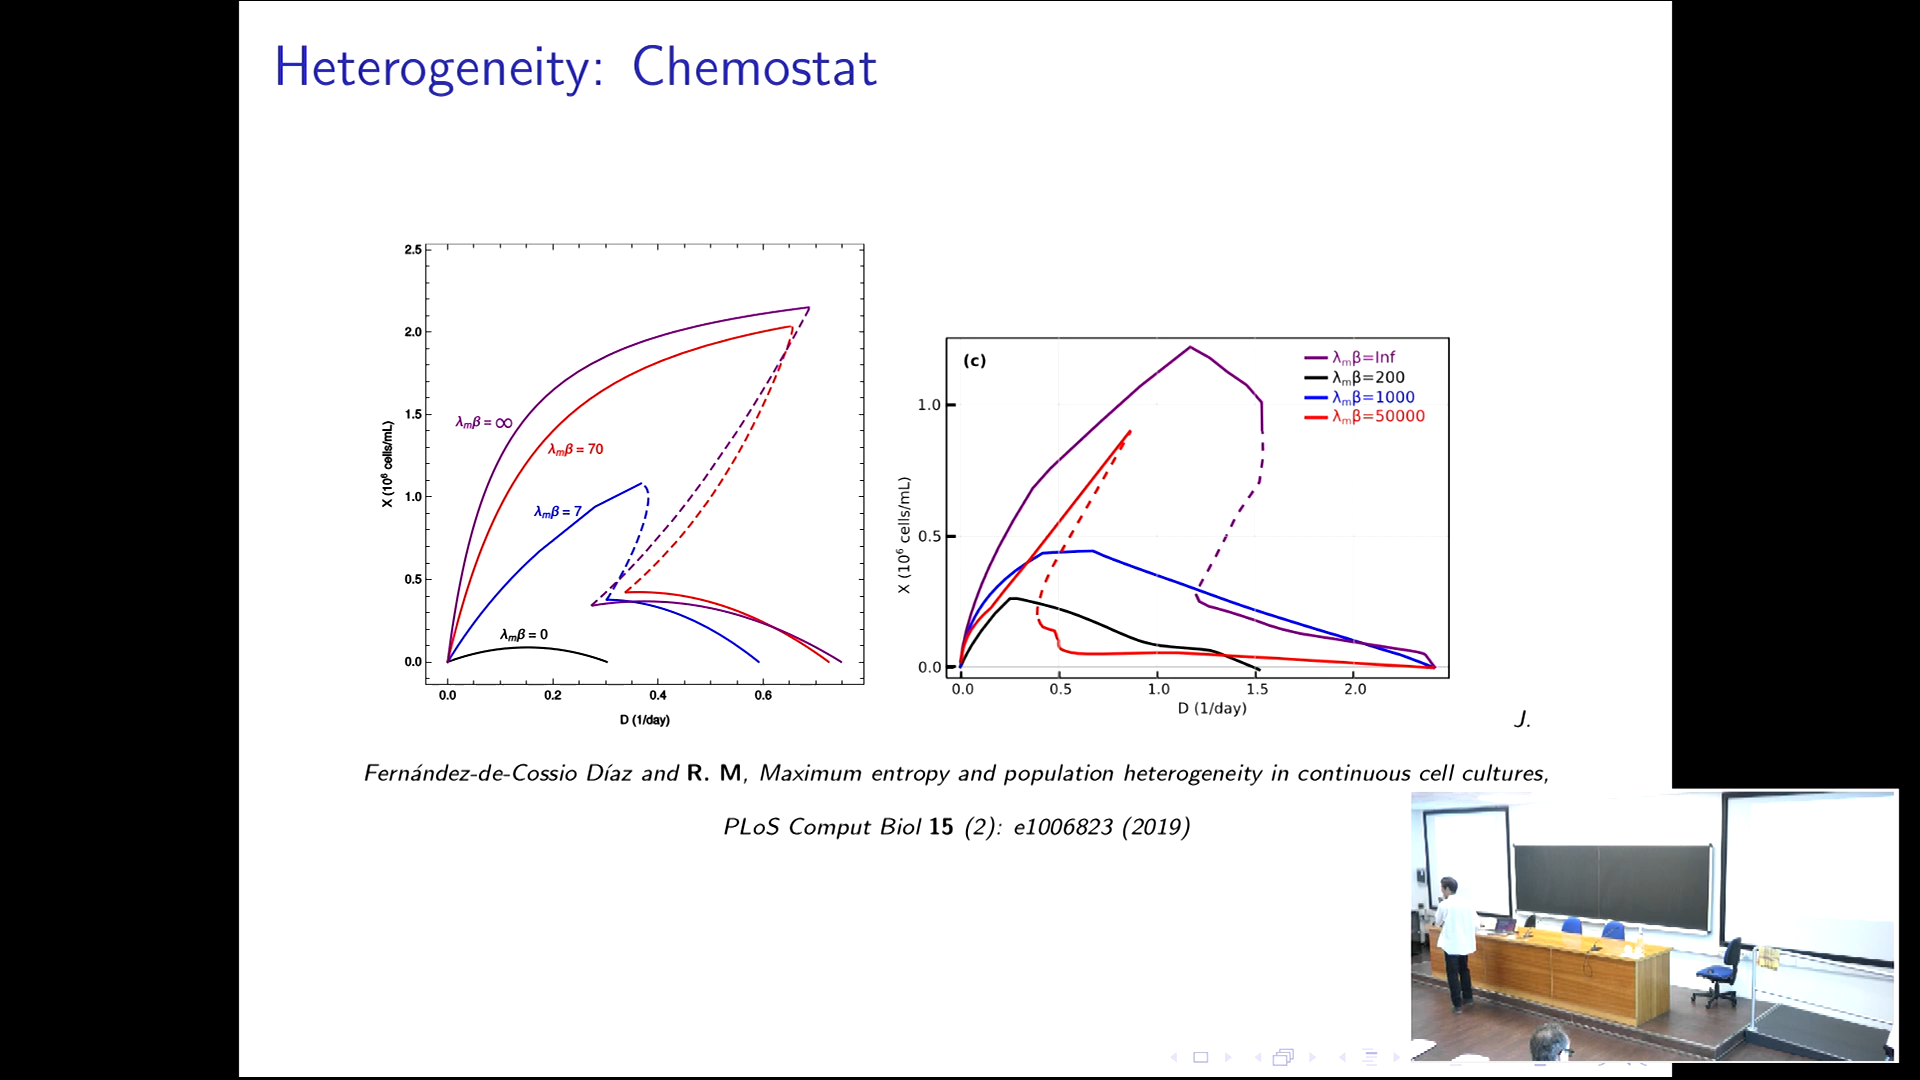 Heterogeneity: Chemostat
2.5
2.0
1.5
1.0
0.5
0.0
X (10⁶ cells/mL)
λₘβ = ∞
λₘβ = 70
λₘβ = 7
λₘβ = 0
0.0 0.2 0.4 0.6
D (1/day)
(c)
λₘβ=Inf
λₘβ=200
λₘβ=1000
λₘβ=50000
1.0
0.5
0.0
X (10⁶ cells/mL)
0.0 0.5 1.0 1.5 2.0
D (1/day)
J.
Fernández-de-Cossio Díaz and R. M, Maximum entropy and population heterogeneity in continuous cell cultures,
PLoS Comput Biol 15 (2): e1006823 (2019)